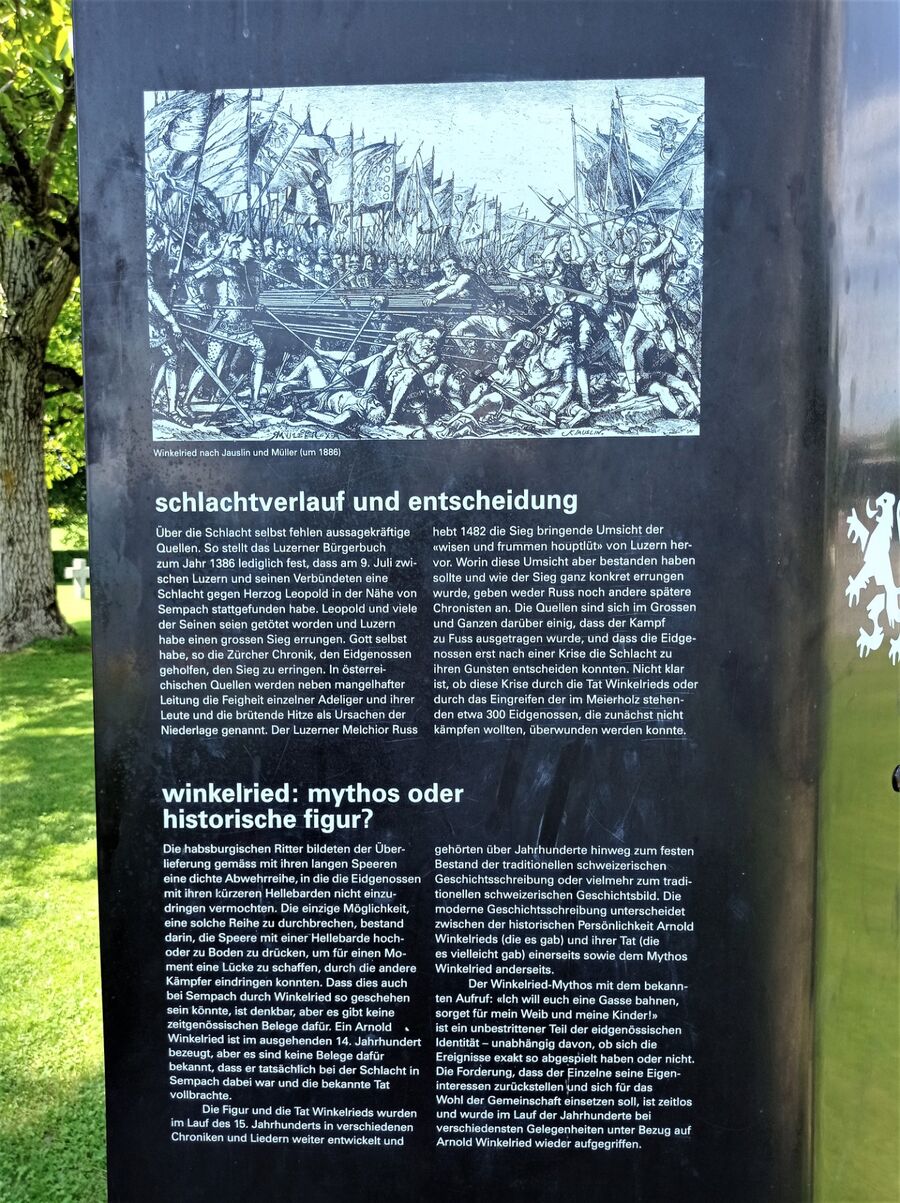 MÜLLER
K. JAUSLIN.
Winkelried nach Jauslin und Müller (um 1886)
schlachtverlauf und entscheidung
Über die Schlacht selbst fehlen aussagekräftige
Quellen. So stellt das Luzerner Bürgerbuch
zum Jahr 1386 lediglich fest, dass am 9. Juli zwi-
schen Luzern und seinen Verbündeten eine
Schlacht gegen Herzog Leopold in der Nähe von
Sempach stattgefunden habe. Leopold und viele
der Seinen seien getötet worden und Luzern
habe einen grossen Sieg errungen. Gott selbst
habe, so die Zürcher Chronik, den Eidgenossen
geholfen, den Sieg zu erringen. In österrei-
chischen Quellen werden neben mangelhafter
Leitung die Feigheit einzelner Adeliger und ihrer
Leute und die brütende Hitze als Ursachen der
Niederlage genannt. Der Luzerner Melchior Russ
hebt 1482 die Sieg bringende Umsicht der
«wisen und frummen houptlüt» von Luzern her-
vor. Worin diese Umsicht aber bestanden haben
sollte und wie der Sieg ganz konkret errungen
wurde, geben weder Russ noch andere spätere
Chronisten an. Die Quellen sind sich im Grossen
und Ganzen darüber einig, dass der Kampf
zu Fuss ausgetragen wurde, und dass die Eidge-
nossen erst nach einer Krise die Schlacht zu
ihren Gunsten entscheiden konnten. Nicht klar
ist, ob diese Krise durch die Tat Winkelrieds oder
durch das Eingreifen der im Meierholz stehen-
den etwa 300 Eidgenossen, die zunächst nicht
kämpfen wollten, überwunden werden konnte.
winkelried: mythos oder
historische figur?
Die habsburgischen Ritter bildeten der Über-
lieferung gemäss mit ihren langen Speeren
eine dichte Abwehrreihe, in die die Eidgenossen
mit ihren kürzeren Hellebarden nicht einzu-
dringen vermochten. Die einzige Möglichkeit,
eine solche Reihe zu durchbrechen, bestand
darin, die Speere mit einer Hellebarde hoch-
oder zu Boden zu drücken, um für einen Mo-
ment eine Lücke zu schaffen, durch die andere
Kämpfer eindringen konnten. Dass dies auch
bei Sempach durch Winkelried so geschehen
sein könnte, ist denkbar, aber es gibt keine
zeitgenössischen Belege dafür. Ein Arnold
Winkelried ist im ausgehenden 14. Jahrhundert
bezeugt, aber es sind keine Belege dafür
bekannt, dass er tatsächlich bei der Schlacht in
Sempach dabei war und die bekannte Tat
vollbrachte.
Die Figur und die Tat Winkelrieds wurden
im Lauf des 15. Jahrhunderts in verschiedenen
Chroniken und Liedern weiter entwickelt und
gehörten über Jahrhunderte hinweg zum festen
Bestand der traditionellen schweizerischen
Geschichtsschreibung oder vielmehr zum tradi-
tionellen schweizerischen Geschichtsbild. Die
moderne Geschichtsschreibung unterscheidet
zwischen der historischen Persönlichkeit Arnold
Winkelrieds (die es gab) und ihrer Tat (die
es vielleicht gab) einerseits sowie dem Mythos
Winkelried anderseits.
Der Winkelried-Mythos mit dem bekann-
ten Aufruf: «Ich will euch eine Gasse bahnen,
sorget für mein Weib und meine Kinder!»
ist ein unbestrittener Teil der eidgenössischen
Identität – unabhängig davon, ob sich die
Ereignisse exakt so abgespielt haben oder nicht.
Die Forderung, dass der Einzelne seine Eigen-
interessen zurückstellen und sich für das
Wohl der Gemeinschaft einsetzen soll, ist zeitlos
und wurde im Lauf der Jahrhunderte bei
verschiedensten Gelegenheiten unter Bezug auf
Arnold Winkelried wieder aufgegriffen.